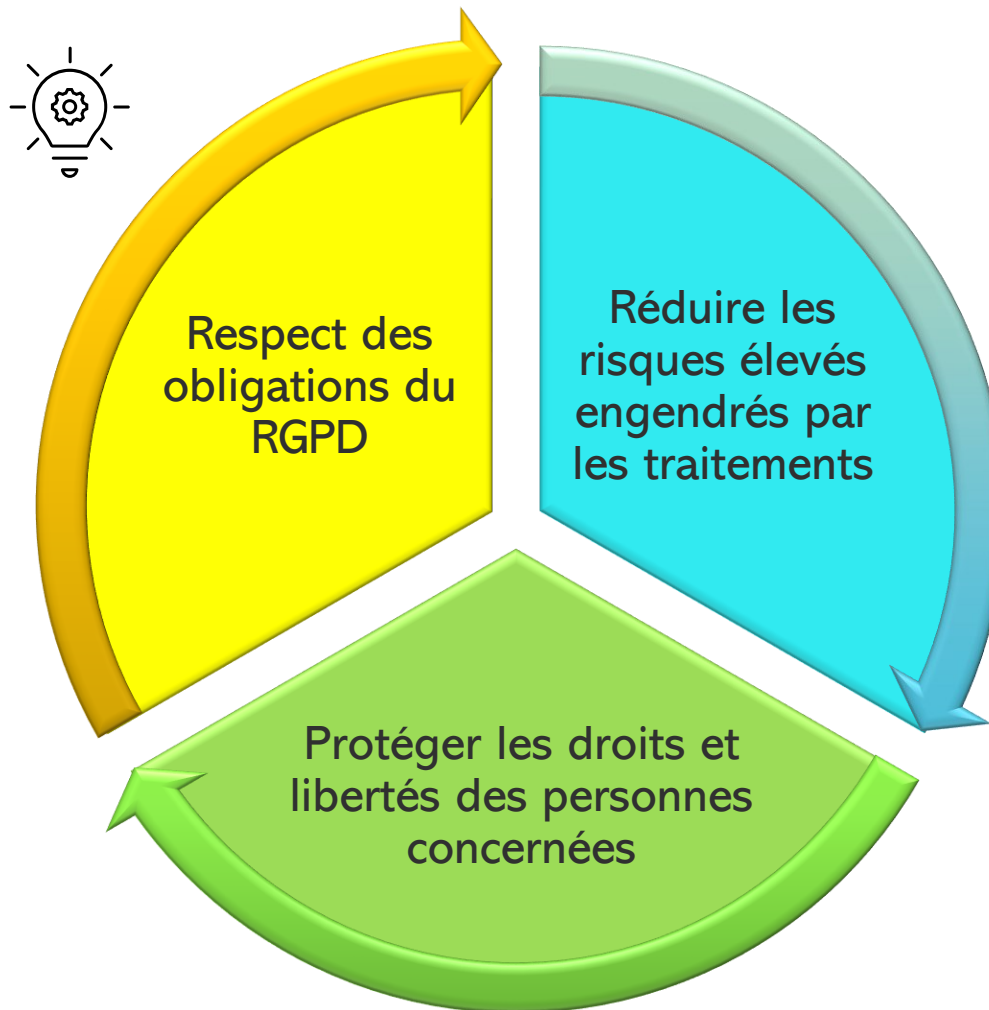 Respect des
obligations du
RGPD
Réduire les
risques élevés
engendrés par
les traitements
Protéger les droits et
libertés des personnes
concernées